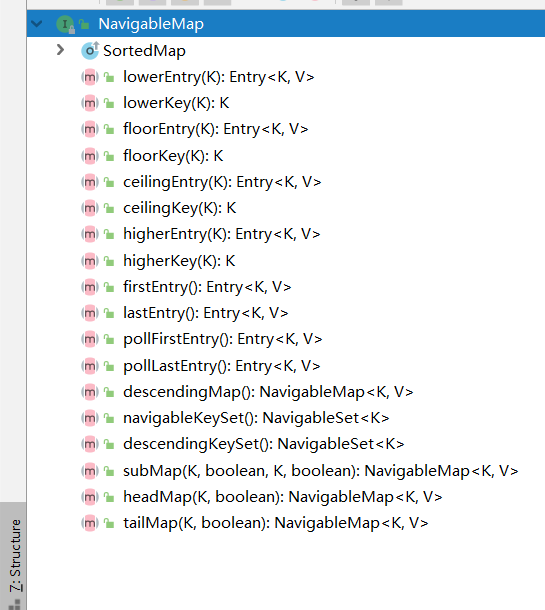 NavigableMap
SortedMap
lowerEntry(K): Entry<K, V>
lowerKey(K): K
floorEntry(K): Entry<K, V>
floorKey(K): K
ceilingEntry(K): Entry<K, V>
ceilingKey(K): K
higherEntry(K): Entry<K, V>
higherKey(K): K
firstEntry(): Entry<K, V>
lastEntry(): Entry<K, V>
pollFirstEntry(): Entry<K, V>
pollLastEntry(): Entry<K, V>
descendingMap(): NavigableMap<K, V>
navigableKeySet(): NavigableSet<K>
descendingKeySet(): NavigableSet<K>
subMap(K, boolean, K, boolean): NavigableMap<K, V>
headMap(K, boolean): NavigableMap<K, V>
tailMap(K, boolean): NavigableMap<K, V>
7: Structure